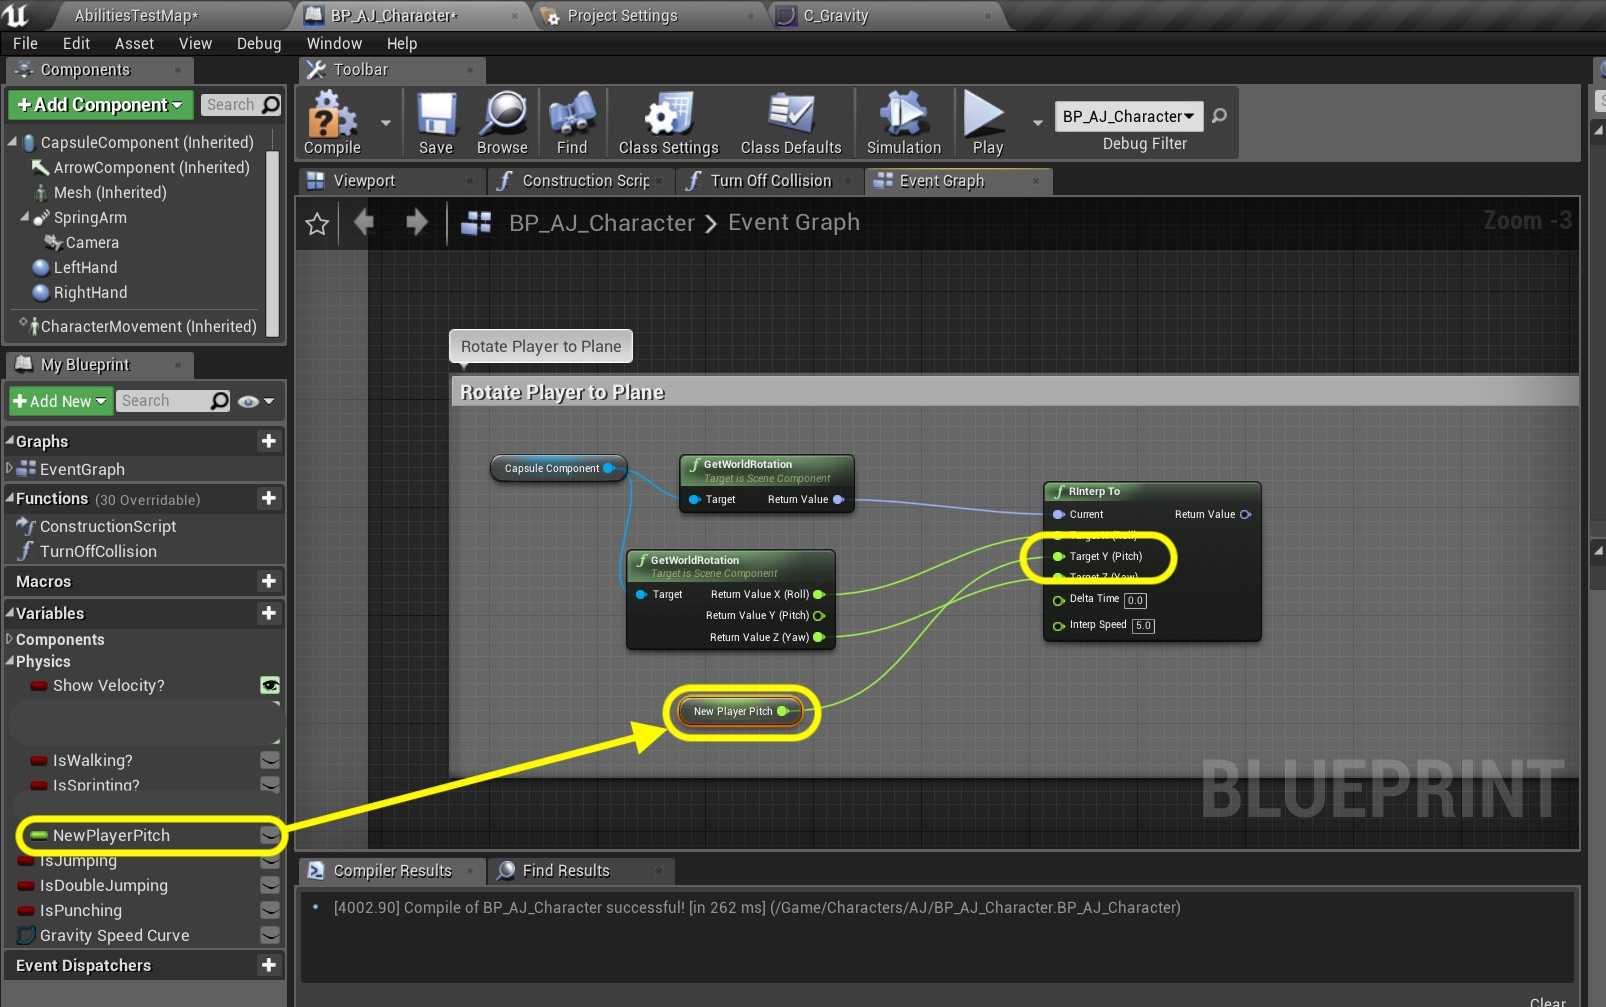 AbilitiesTestMap*
BP_AJ_Character*
Project Settings
C_Gravity
File Edit Asset View Debug Window Help
Components
Toolbar
Add Component
Search
CapsuleComponent (Inherited)
ArrowComponent (Inherited)
Mesh (Inherited)
SpringArm
Camera
LeftHand
RightHand
CharacterMovement (Inherited)
Compile
Save
Browse
Find
Class Settings
Class Defaults
Simulation
Play
BP_AJ_Character
Debug Filter
Viewport
Construction Scrip
Turn Off Collision
Event Graph
BP_AJ_Character > Event Graph
Zoom -3
My Blueprint
Add New
Search
Graphs
EventGraph
Functions (30 Overridable)
ConstructionScript
TurnOffCollision
Macros
Variables
Components
Physics
Show Velocity?
IsWalking?
IsSprinting?
NewPlayerPitch
IsJumping
IsDoubleJumping
IsPunching
Gravity Speed Curve
Event Dispatchers
Rotate Player to Plane
Rotate Player to Plane
Capsule Component
GetWorldRotation
Target is Scene Component
Target Return Value
GetWorldRotation
Target is Scene Component
Target Return Value X (Roll)
Return Value Y (Pitch)
Return Value Z (Yaw)
New Player Pitch
RInterp To
Current Return Value
Target X (Roll)
Target Y (Pitch)
Target Z (Yaw)
Delta Time 0.0
Interp Speed 5.0
BLUEPRINT
Compiler Results
Find Results
[4002.90] Compile of BP_AJ_Character successful! [in 262 ms] (/Game/Characters/AJ/BP_AJ_Character.BP_AJ_Character)
Clear